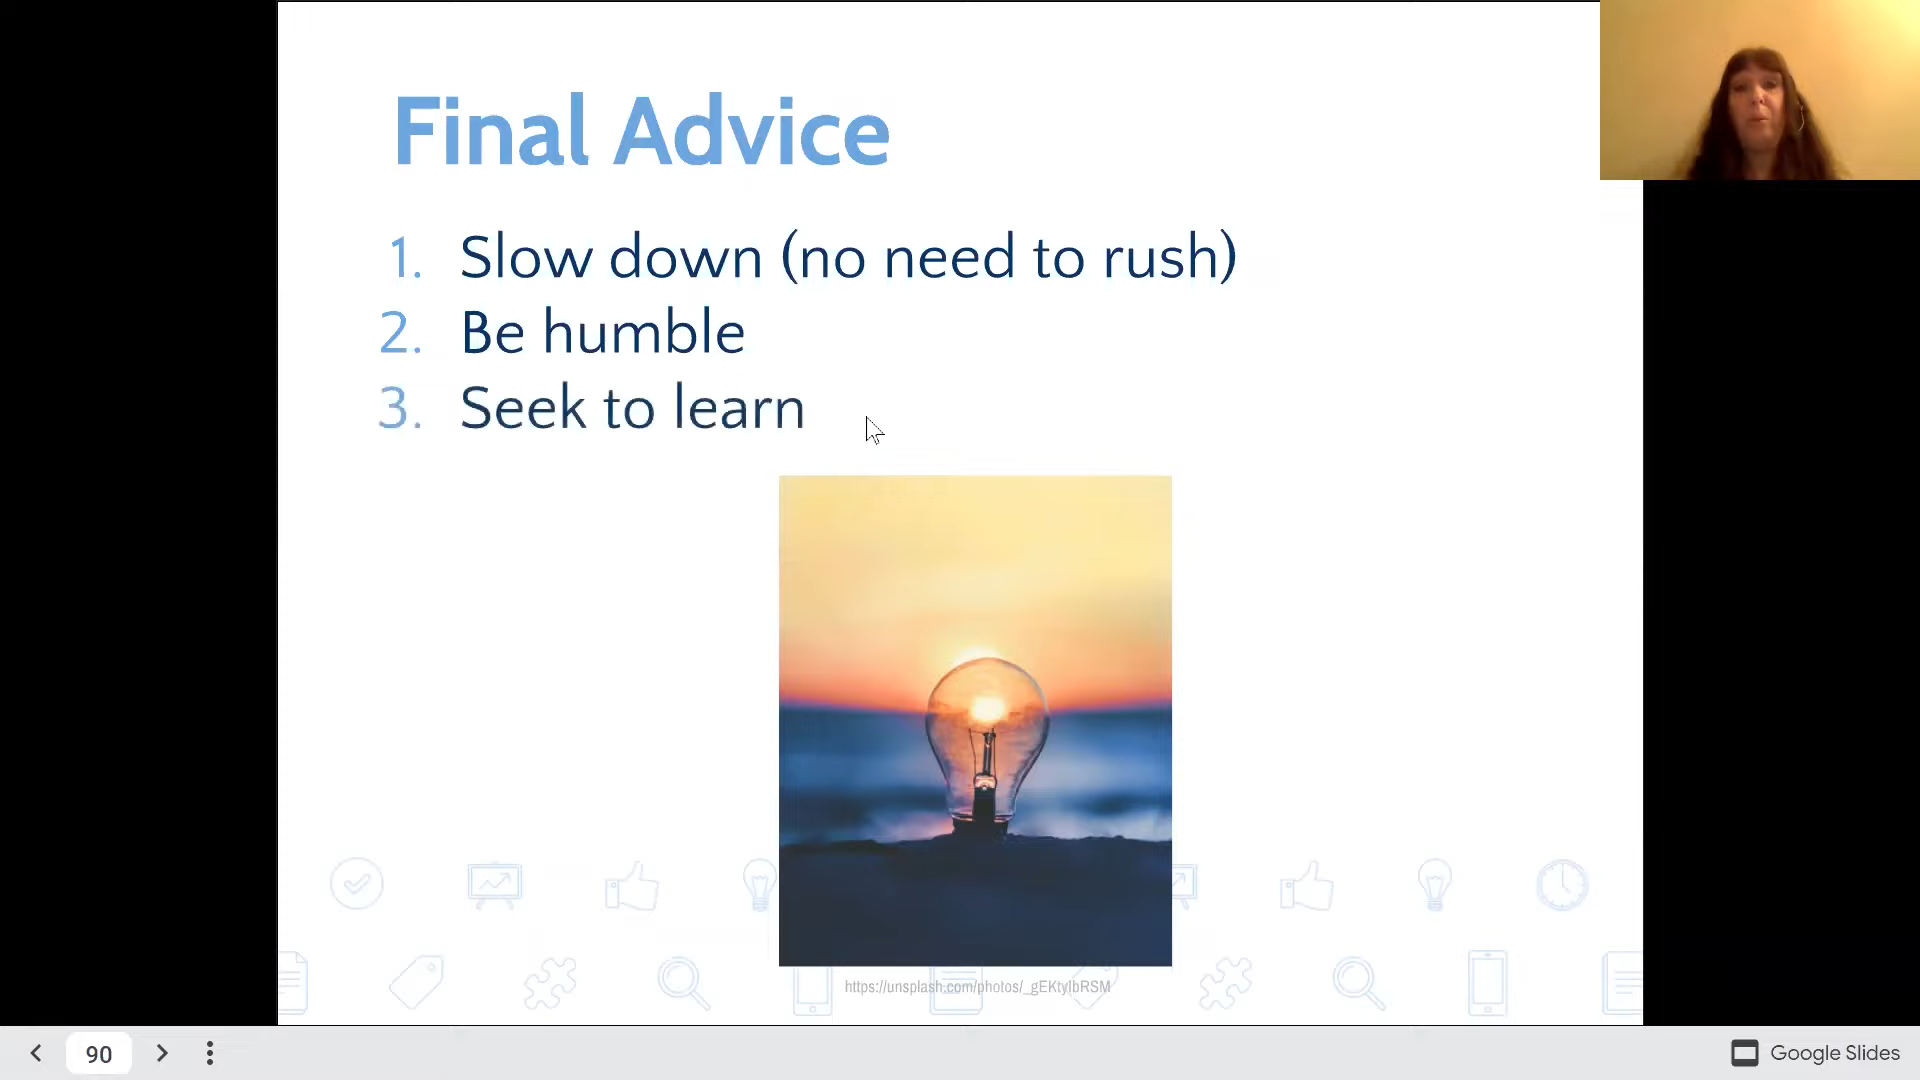 Final Advice
1. Slow down (no need to rush)
2. Be humble
3. Seek to learn
https://unsplash.com/photos/_gEKtylbRSM
90
Google Slides